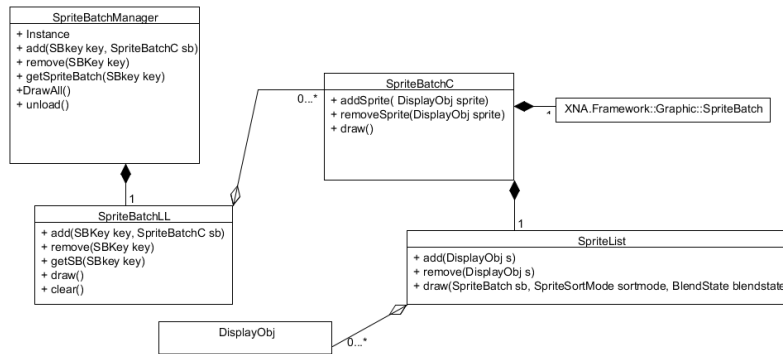 SpriteBatchManager
+ Instance
+ add(SBkey key, SpriteBatchC sb)
+ remove(SBKey key)
+ getSpriteBatch(SBkey key)
+DrawAll()
+ unload()
SpriteBatchC
+ addSprite( DisplayObj sprite)
+ removeSprite(DisplayObj sprite)
+ draw()
0...*
XNA.Framework::Graphic::SpriteBatch
*
1
SpriteBatchLL
+ add(SBKey key, SpriteBatchC sb)
+ remove(SBKey key)
+ getSB(SBKey key)
+ draw()
+ clear()
1
SpriteList
+ add(DisplayObj s)
+ remove(DisplayObj s)
+ draw(SpriteBatch sb, SpriteSortMode sortmode, BlendState blendstate
DisplayObj
0...*